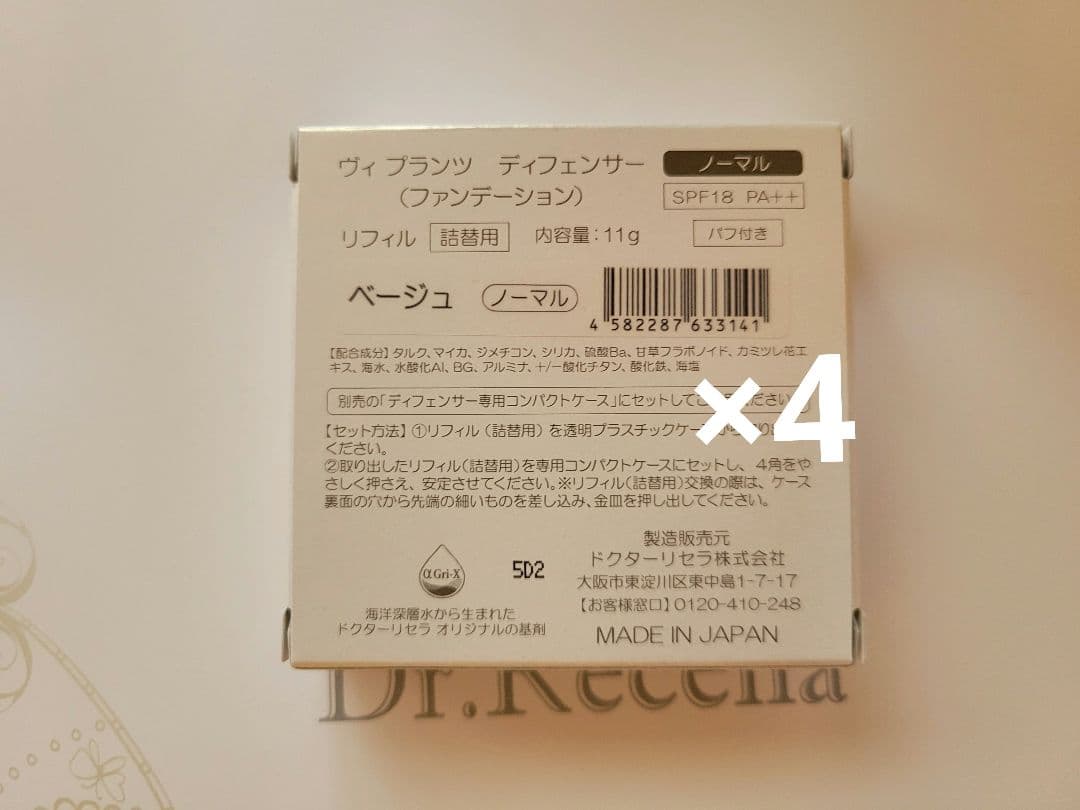 ヴィ プランツ ディフェンサー ノーマル
(ファンデーション) SPF18 PA++
リフィル 詰替用 内容量:11g パフ付き
ベージュ ノーマル
4 582287 633141
【配合成分】タルク、マイカ、ジメチコン、シリカ、硫酸Ba、甘草フラボノイド、カミツレ花エ
キス、海水、水酸化Al、BG、アルミナ、+/ー酸化チタン、酸化鉄、海塩
×4
別売の「ディフェンサー専用コンパクトケース」にセットして
【セット方法】①リフィル(詰替用)を透明プラスチックケー
ください。
②取り出したリフィル(詰替用)を専用コンパクトケースにセットし、4角をや
さしく押さえ、安定させてください。※リフィル(詰替用)交換の際は、ケース
裏面の穴から先端の細いものを差し込み、金皿を押し出してください。
αGri-X
5D2
海洋深層水から生まれた
ドクターリセラ オリジナルの基剤
製造販売元
ドクターリセラ株式会社
大阪市東淀川区東中島1-7-17
【お客様窓口】0120-410-248
MADE IN JAPAN
Dr.Recella